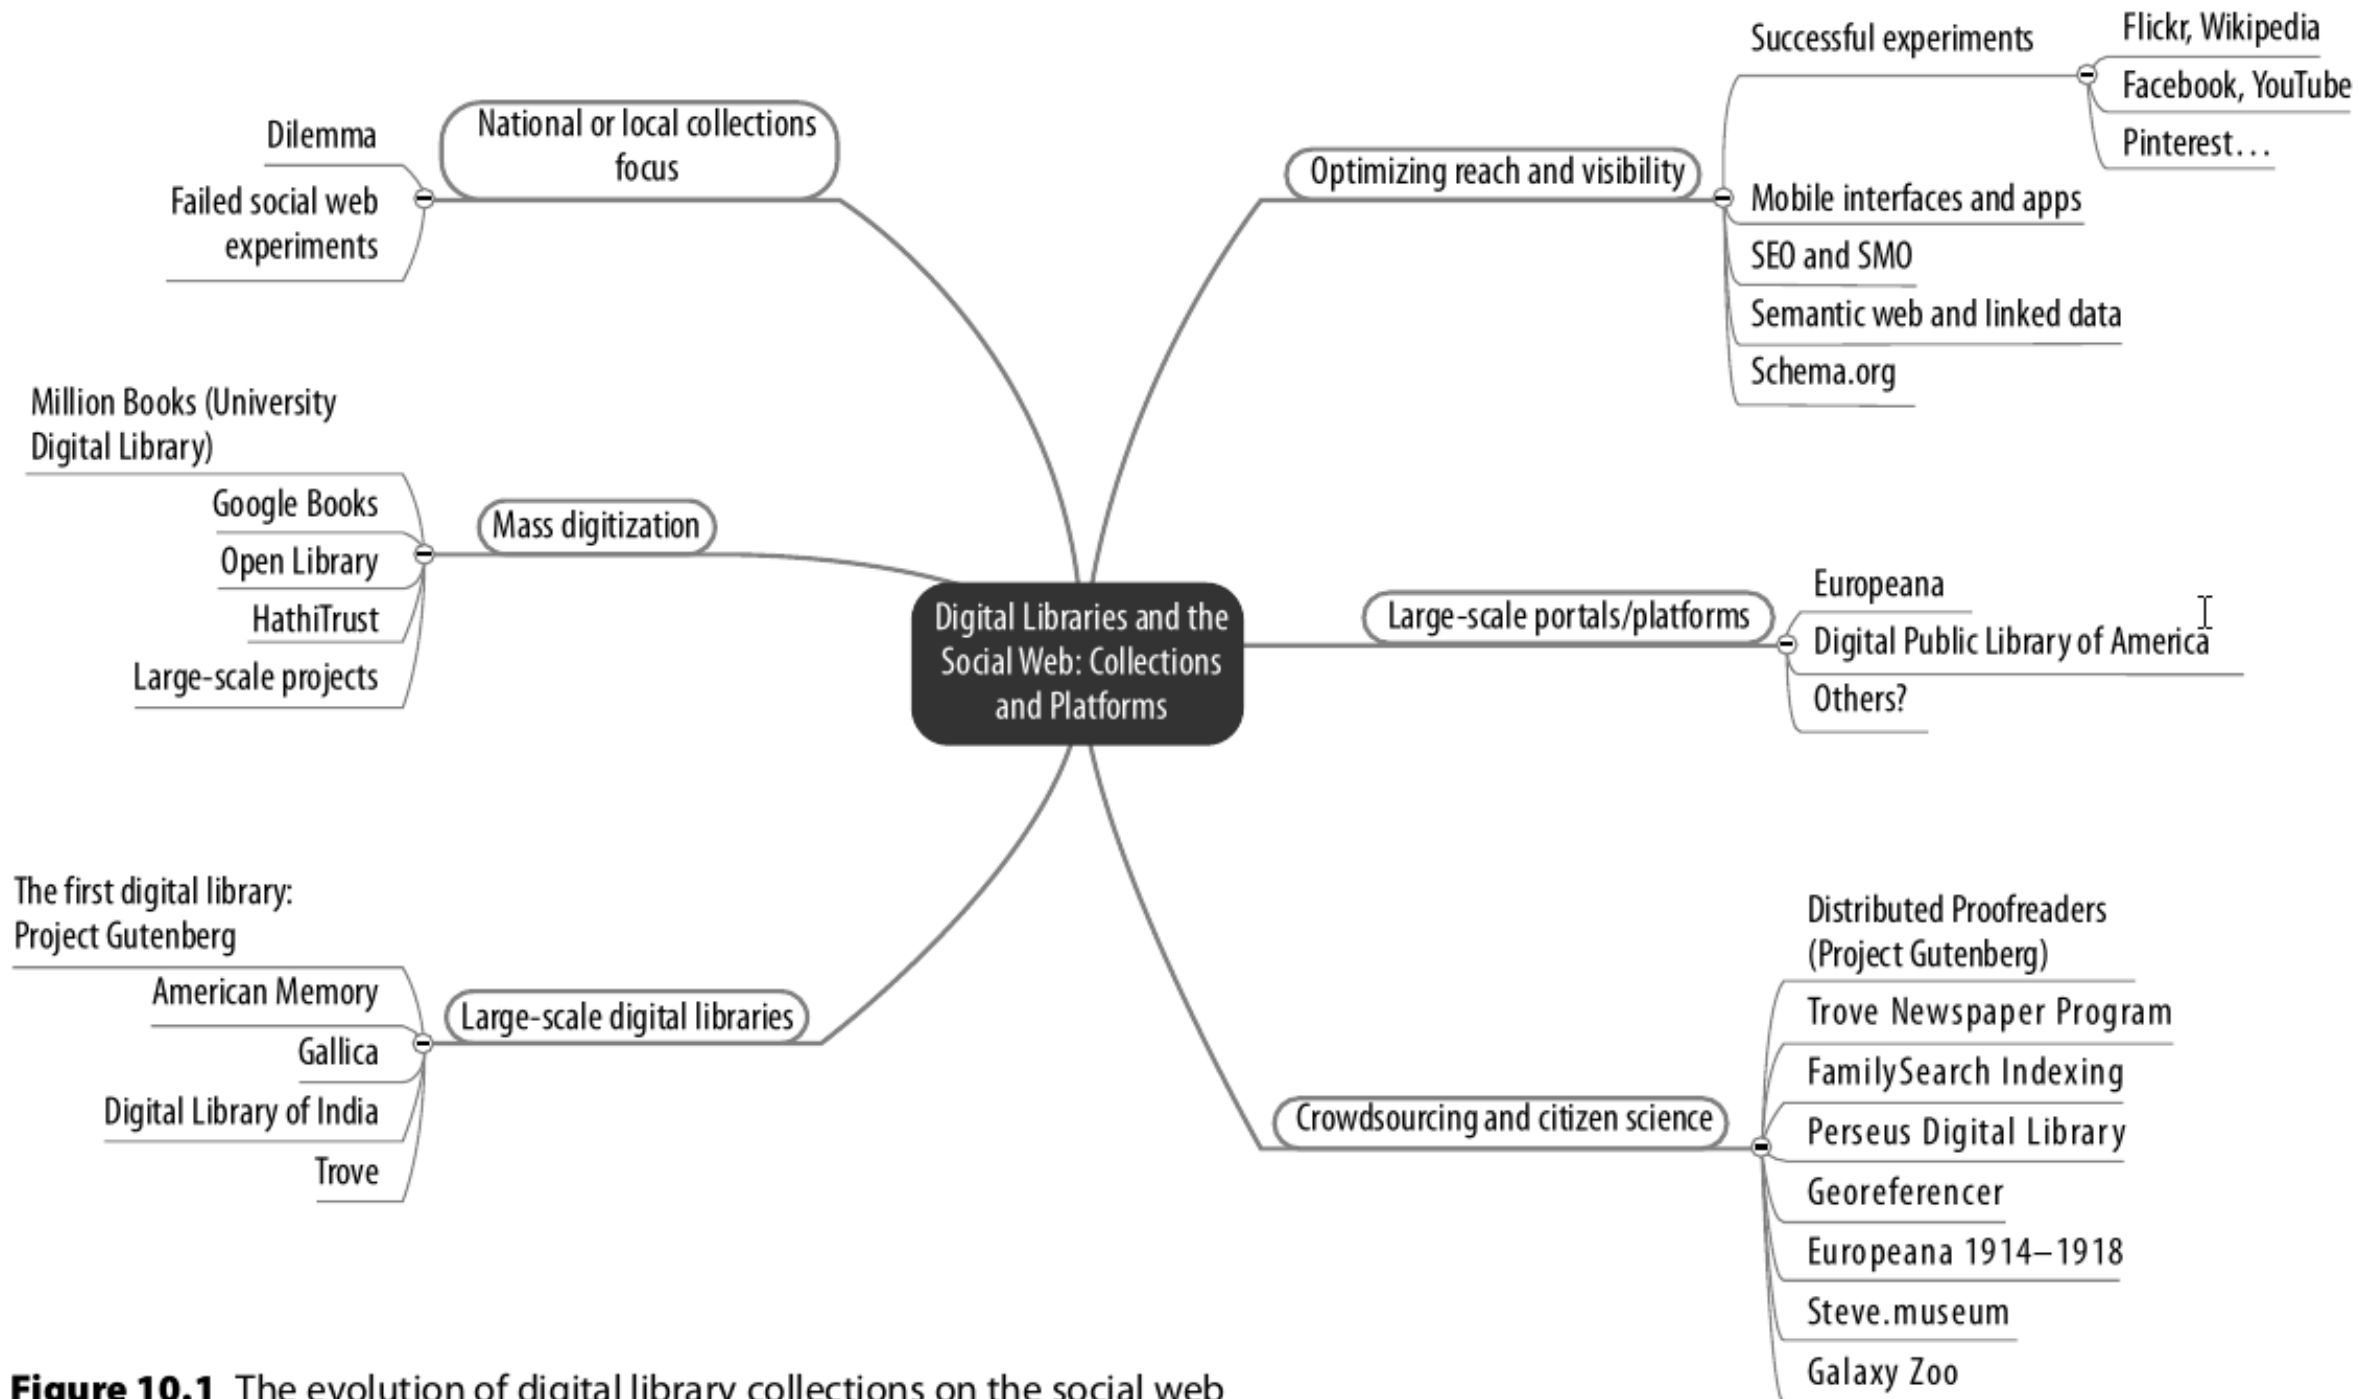 National or local collections
focus
Dilemma
Failed social web
experiments
Mass digitization
Million Books (University
Digital Library)
Google Books
Open Library
HathiTrust
Large-scale projects
Large-scale digital libraries
The first digital library:
Project Gutenberg
American Memory
Gallica
Digital Library of India
Trove
Digital Libraries and the
Social Web: Collections
and Platforms
Optimizing reach and visibility
Successful experiments
Flickr, Wikipedia
Facebook, YouTube
Pinterest...
Mobile interfaces and apps
SEO and SMO
Semantic web and linked data
Schema.org
Large-scale portals/platforms
Europeana
Digital Public Library of America
Others?
Crowdsourcing and citizen science
Distributed Proofreaders
(Project Gutenberg)
Trove Newspaper Program
FamilySearch Indexing
Perseus Digital Library
Georeferencer
Europeana 1914–1918
Steve.museum
Galaxy Zoo
Figure 10.1 The evolution of digital library collections on the social web